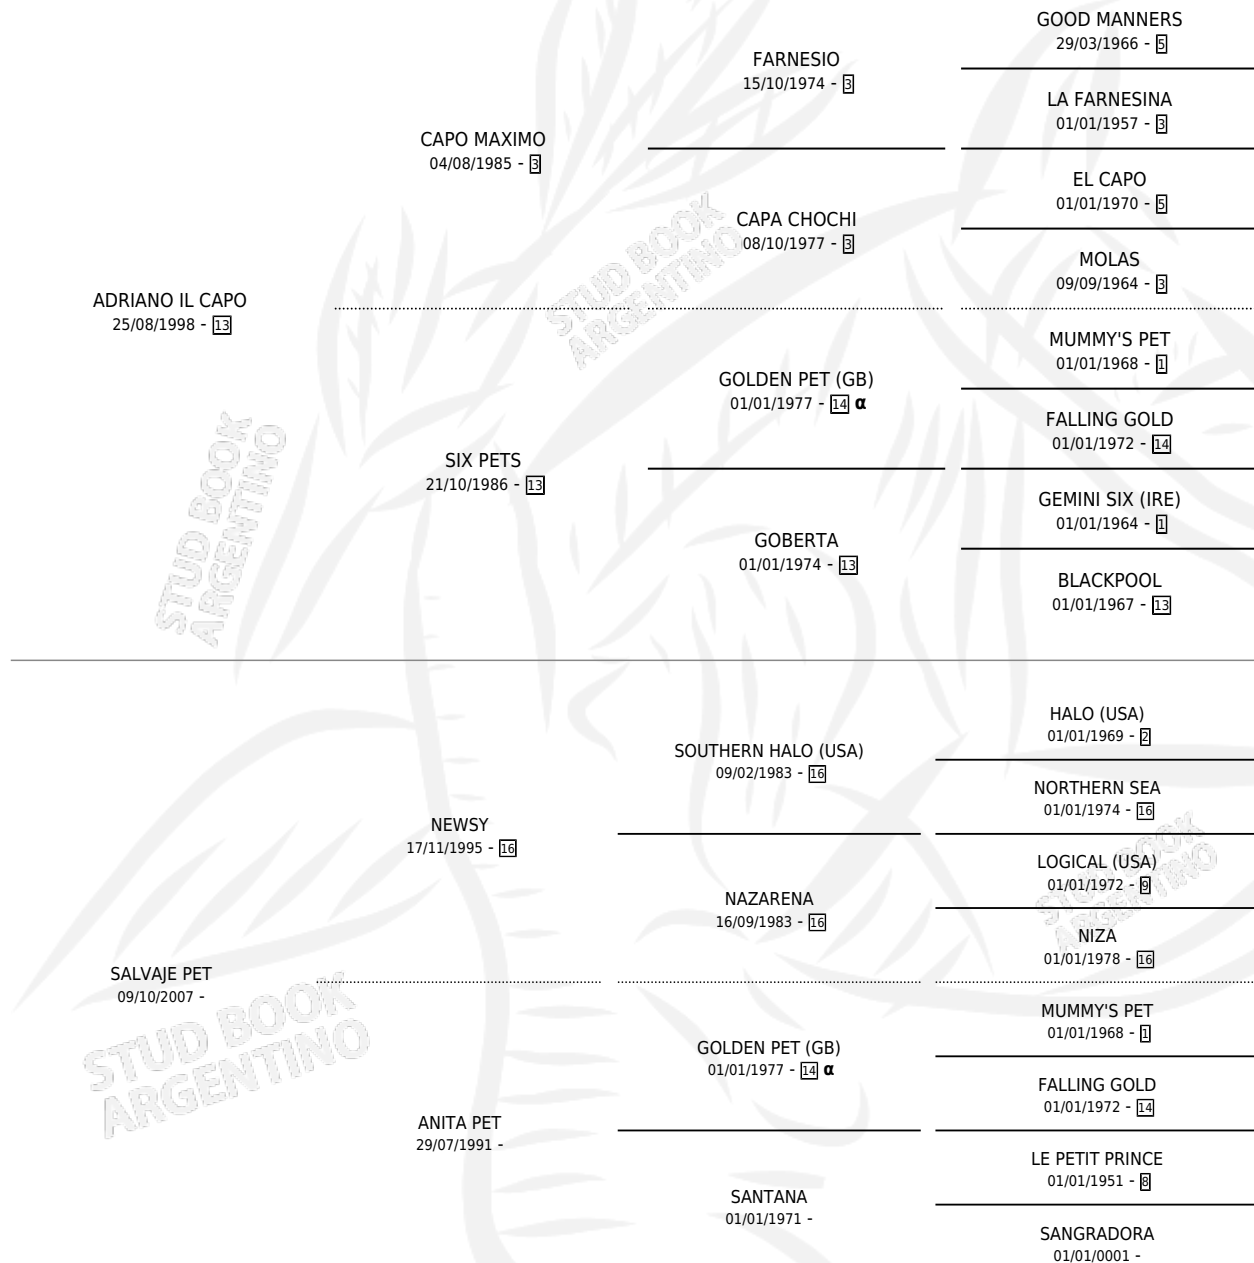 GOOD MANNERS
29/03/1966 - 5
FARNESIO
15/10/1974 - 3
LA FARNESINA
01/01/1957 - 3
CAPO MAXIMO
04/08/1985 - 3
EL CAPO
01/01/1970 - 5
CAPA CHOCHI
08/10/1977 - 3
MOLAS
09/09/1964 - 3
ADRIANO IL CAPO
25/08/1998 - 13
MUMMY'S PET
01/01/1968 - 1
GOLDEN PET (GB)
01/01/1977 - 14 α
FALLING GOLD
01/01/1972 - 14
SIX PETS
21/10/1986 - 13
GEMINI SIX (IRE)
01/01/1964 - 1
GOBERTA
01/01/1974 - 13
BLACKPOOL
01/01/1967 - 13
HALO (USA)
01/01/1969 - 2
SOUTHERN HALO (USA)
09/02/1983 - 16
NORTHERN SEA
01/01/1974 - 16
NEWSY
17/11/1995 - 16
LOGICAL (USA)
01/01/1972 - 9
NAZARENA
16/09/1983 - 16
NIZA
01/01/1978 - 16
SALVAJE PET
09/10/2007 -
MUMMY'S PET
01/01/1968 - 1
GOLDEN PET (GB)
01/01/1977 - 14 α
FALLING GOLD
01/01/1972 - 14
ANITA PET
29/07/1991 -
LE PETIT PRINCE
01/01/1951 - 8
SANTANA
01/01/1971 -
SANGRADORA
01/01/0001 -
STUD BOOK
ARGENTINO
STUD BOOK
ARGENTINO
STUD BOOK
ARGENTINO
STUD BOOK
ARGENTINO